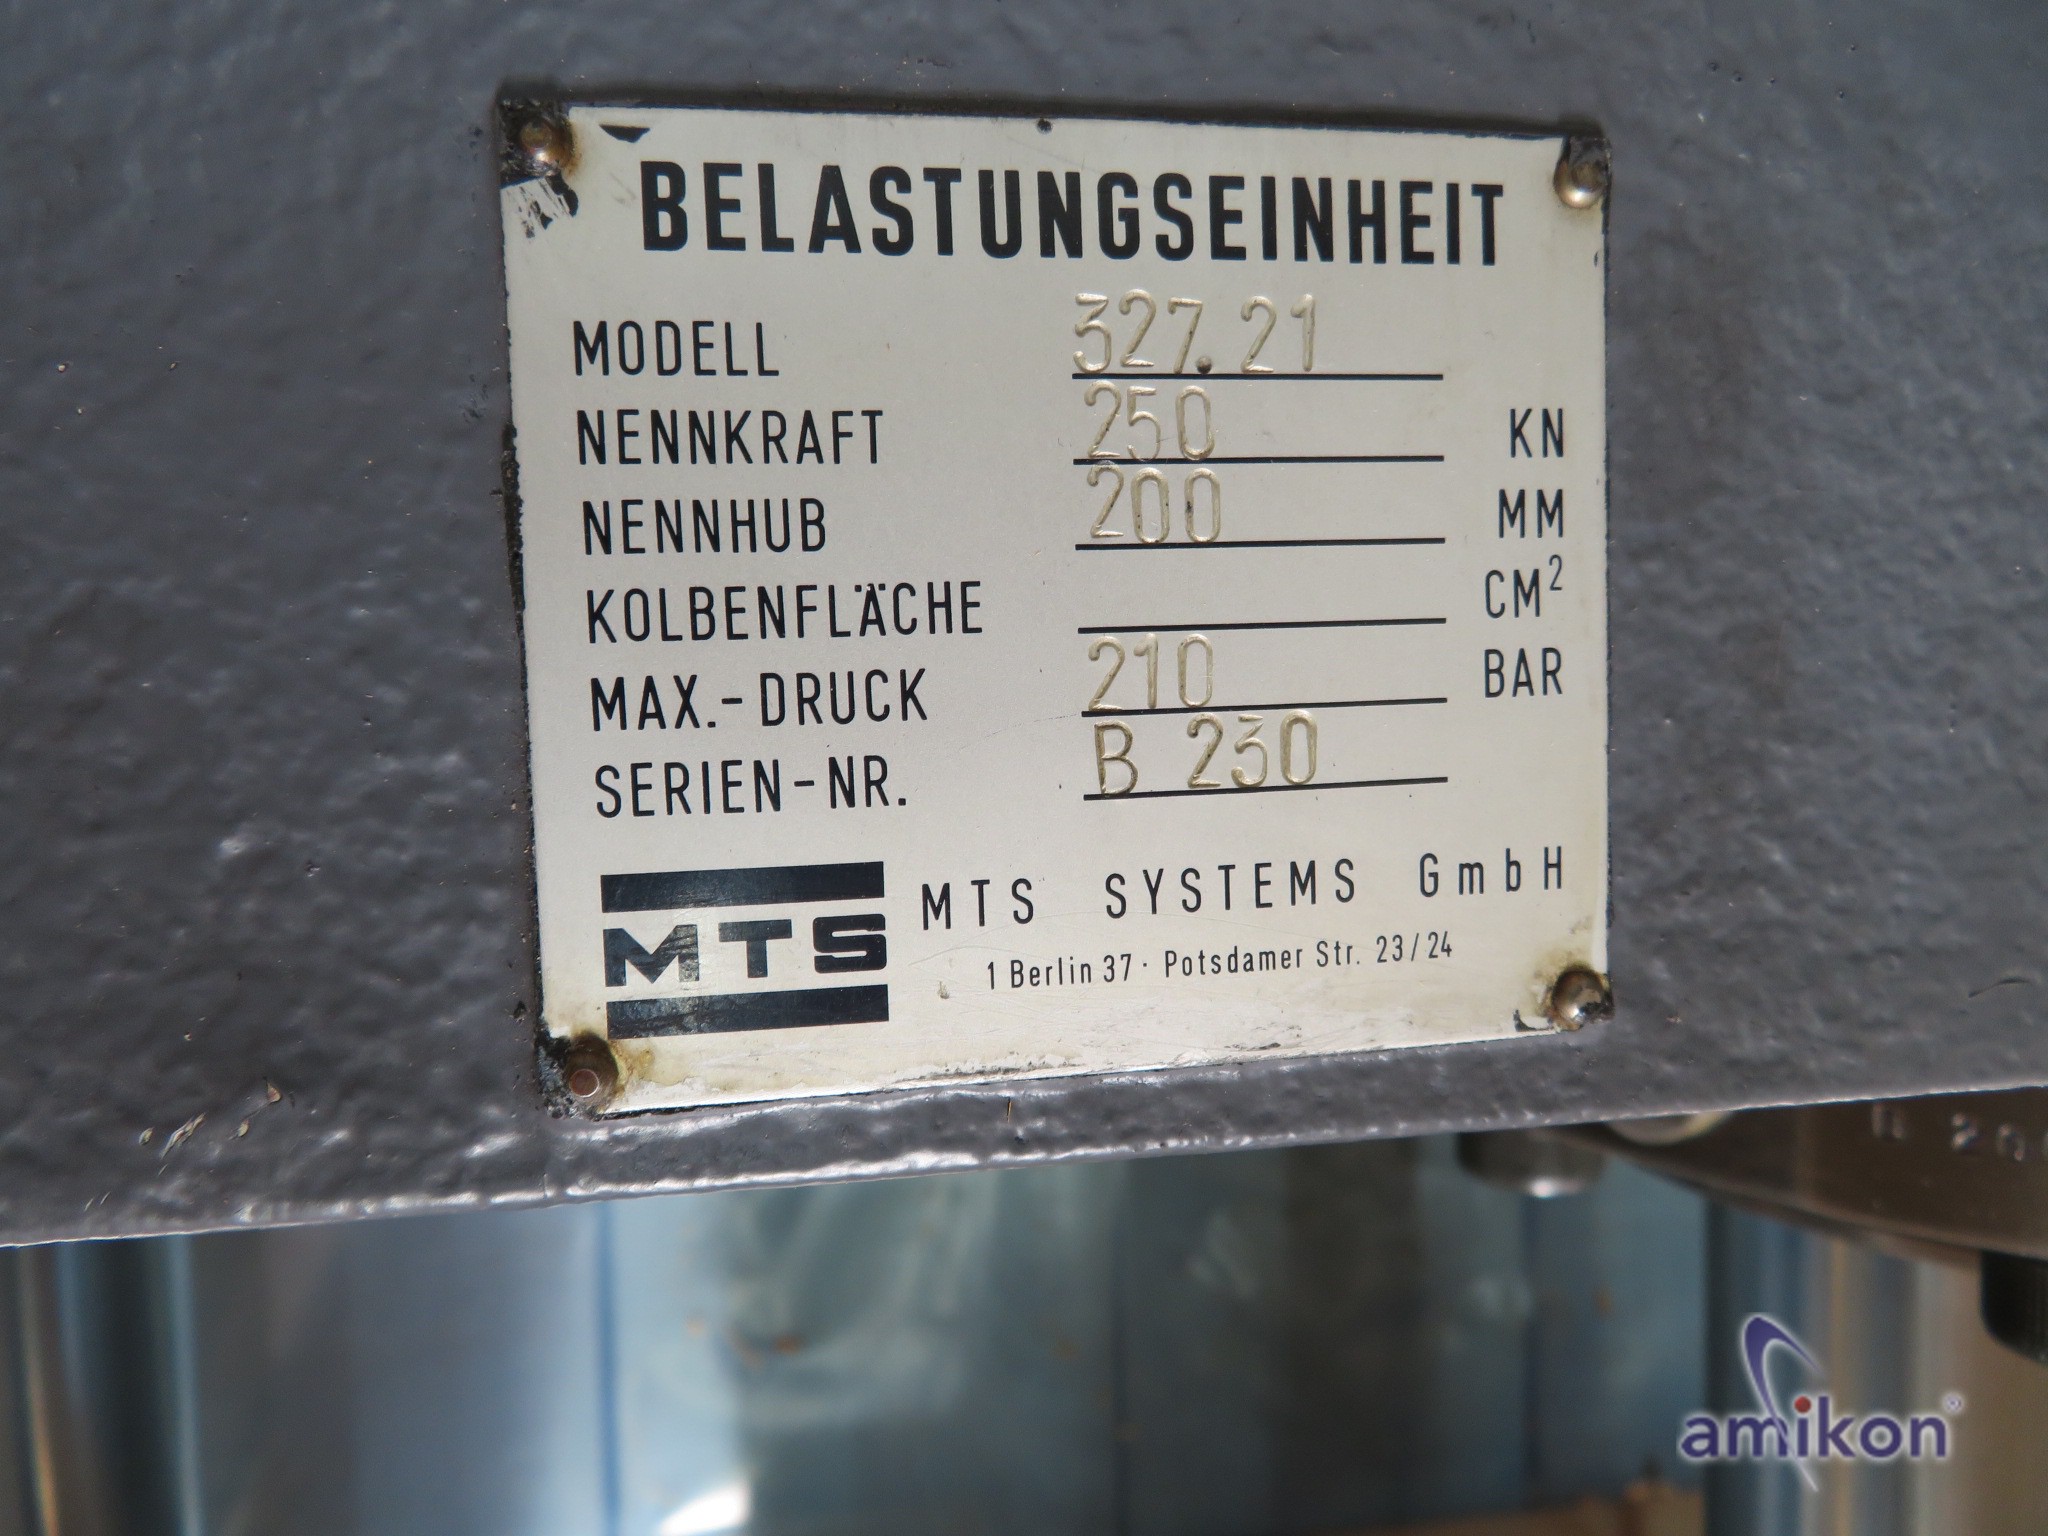 BELASTUNGSEINHEIT
MODELL 327.21
NENNKRAFT 250 KN
NENNHUB 200 MM
KOLBENFLÄCHE CM²
MAX.-DRUCK 210 BAR
SERIEN-NR. B 230
MTS MTS SYSTEMS GmbH
1 Berlin 37 · Potsdamer Str. 23/24
amikon®